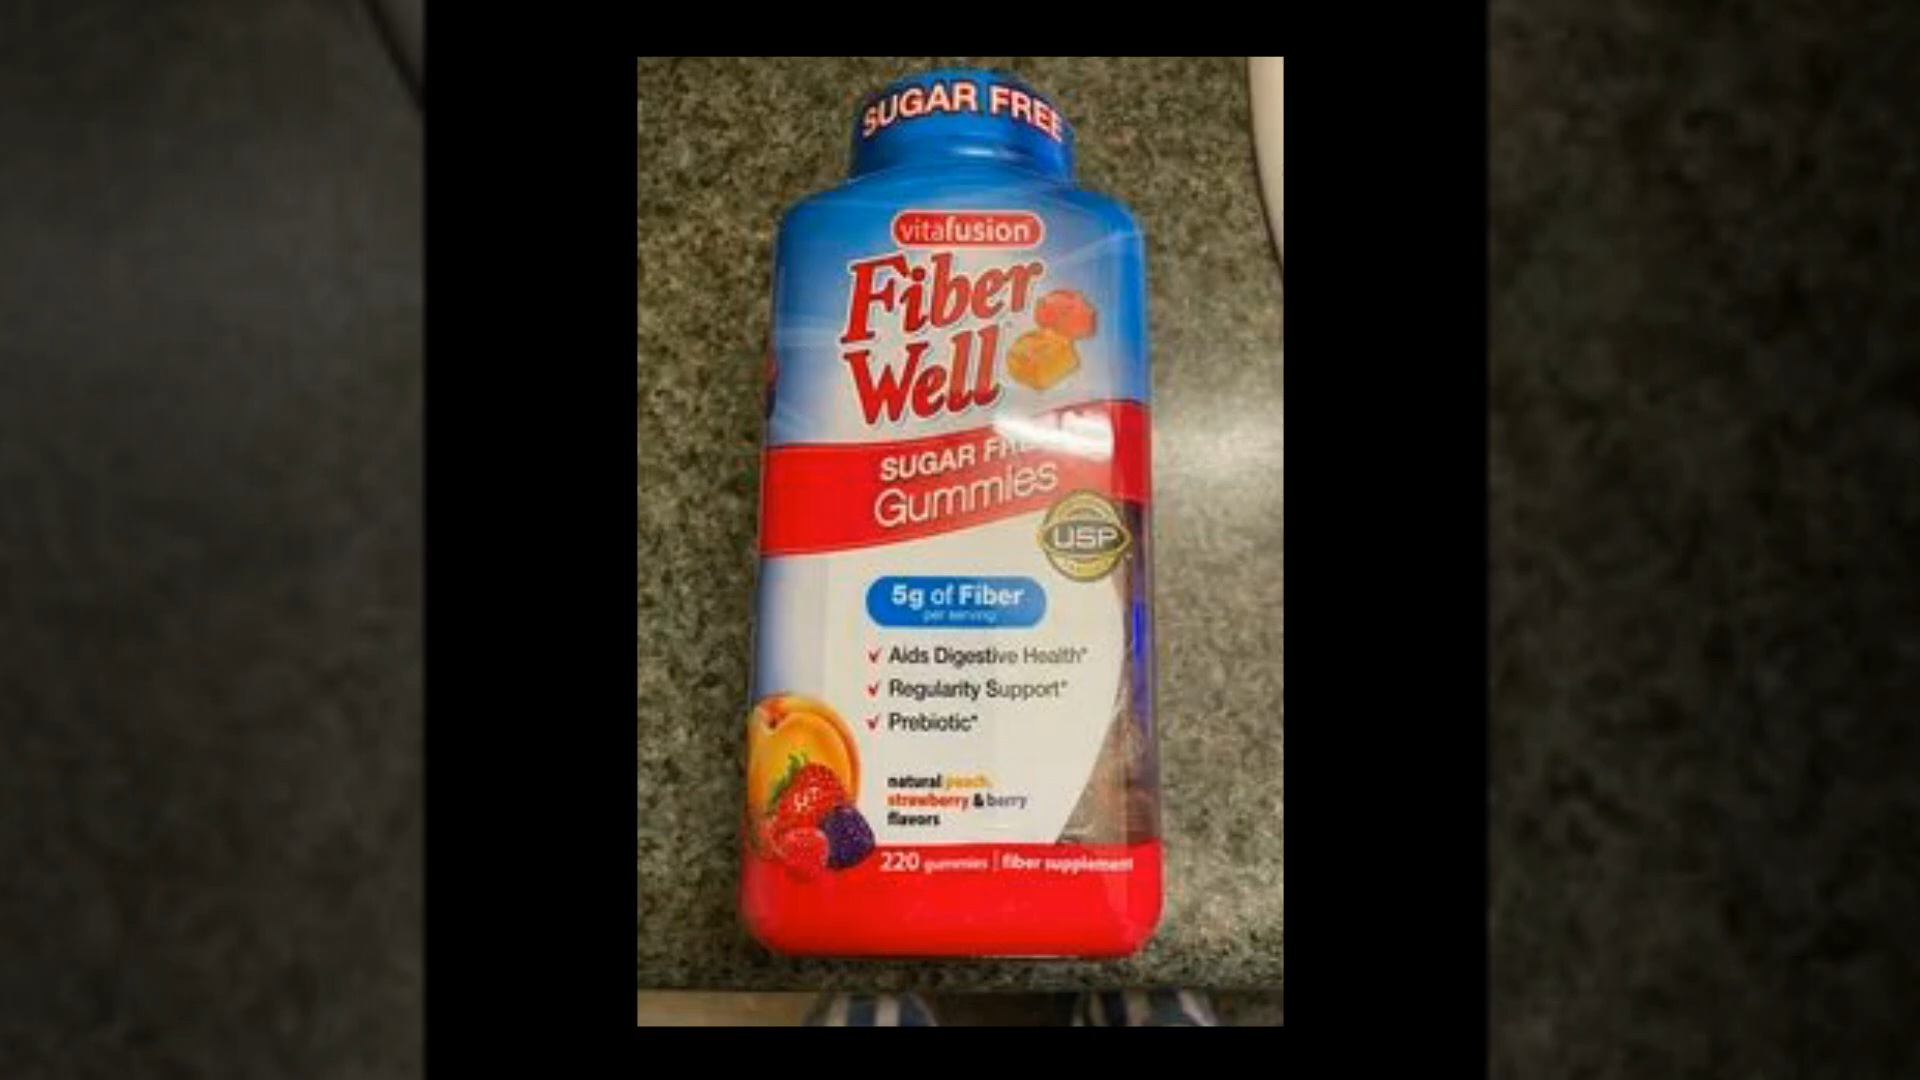 SUGAR FREE
vitafusion
Fiber
Well
SUGAR FREE
Gummies
USP
5g of Fiber
per serving
√ Aids Digestive Health*
√ Regularity Support*
√ Prebiotic*
natural peach,
strawberry & berry
flavors
220 gummies | fiber supplement